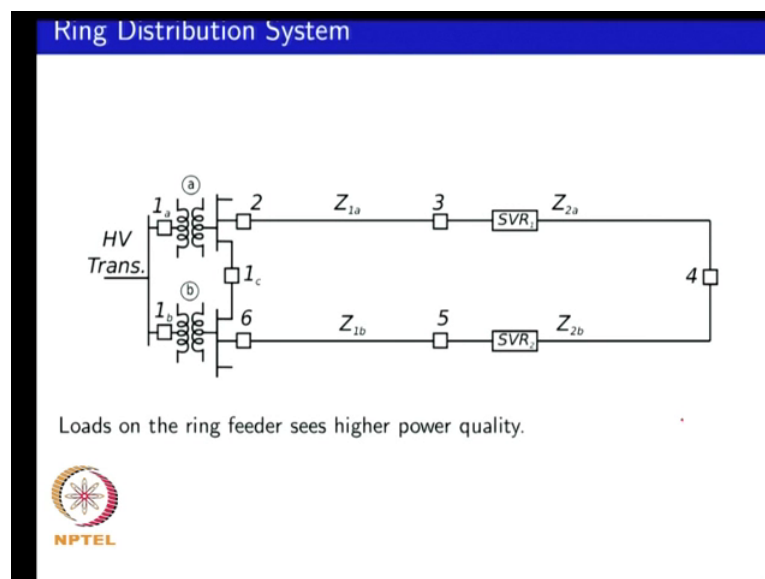 Ring Distribution System
a
1a
2
Z1a
3
SVR1
Z2a
HV
Trans.
1c
4
b
1b
6
Z1b
5
SVR2
Z2b
Loads on the ring feeder sees higher power quality.
NPTEL